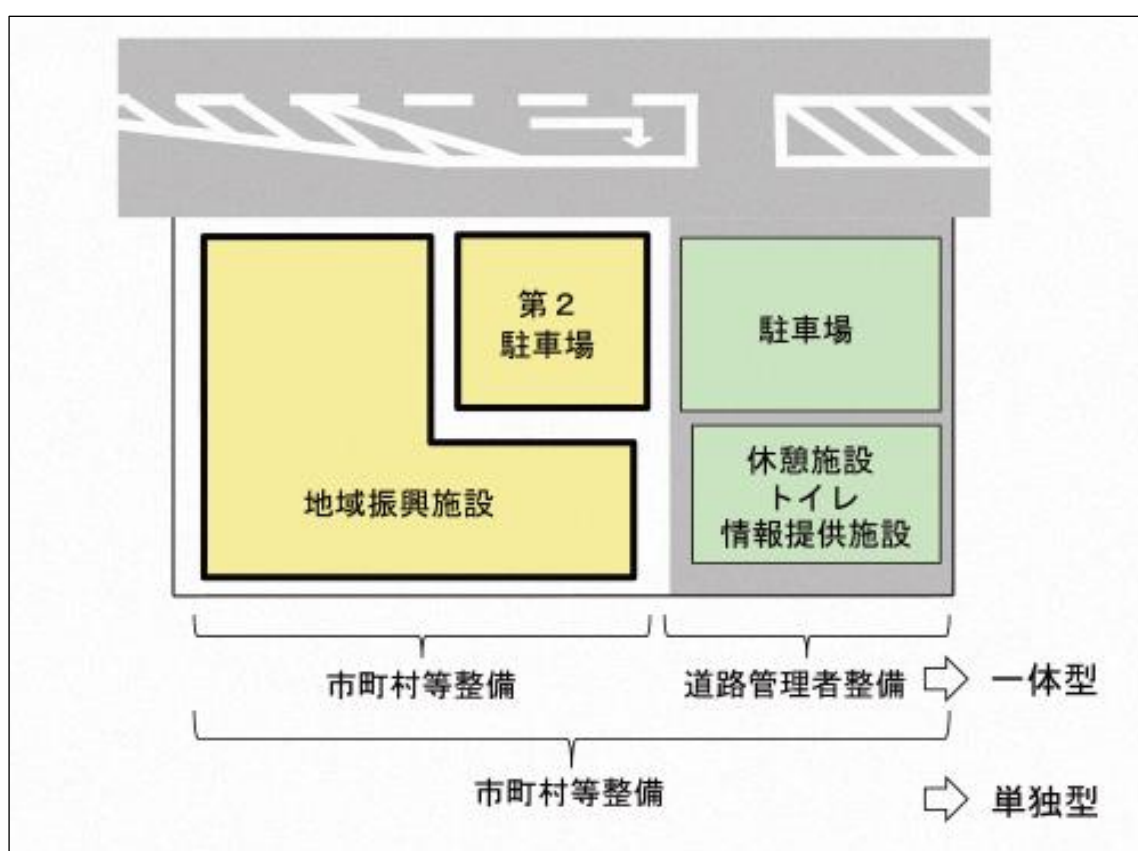 第２
駐車場
駐車場
地域振興施設
休憩施設
トイレ
情報提供施設
市町村等整備
道路管理者整備
一体型
市町村等整備
単独型